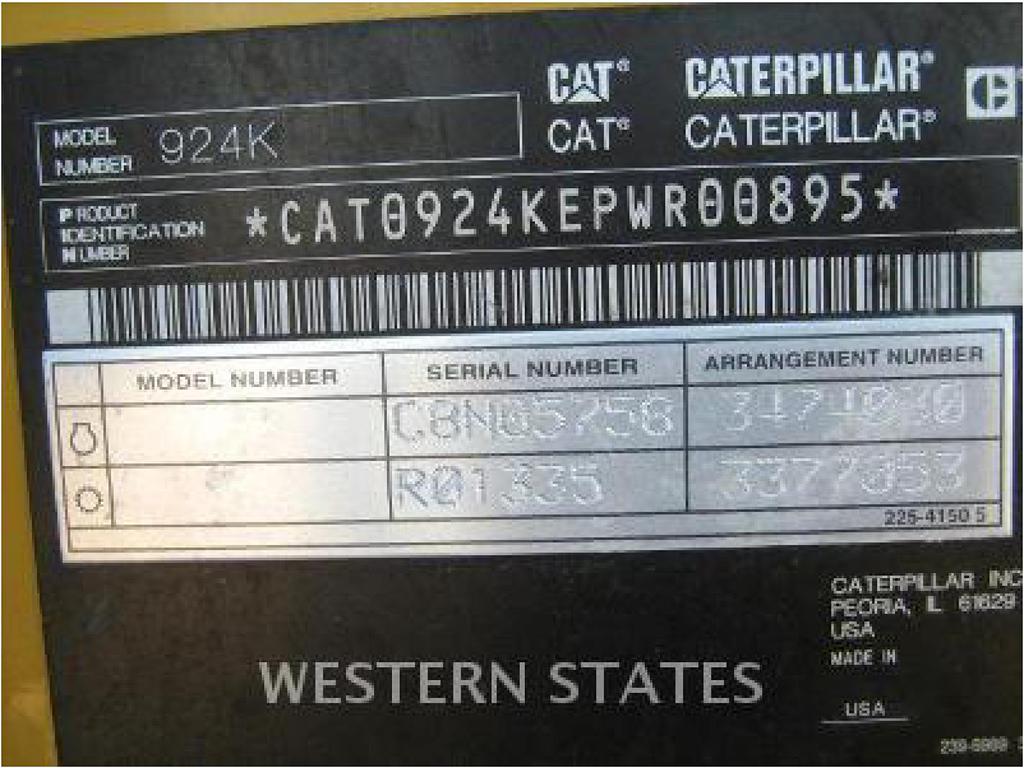 CAT® CATERPILLAR®
CAT® CATERPILLAR®
MODEL
NUMBER 924K
PRODUCT
IDENTIFICATION
NUMBER
*CAT0924KEPWR00895*
MODEL NUMBER SERIAL NUMBER ARRANGEMENT NUMBER
R01335
225-4150 5
CATERPILLAR INC
PEORIA, IL 61629
USA
MADE IN
USA
WESTERN STATES